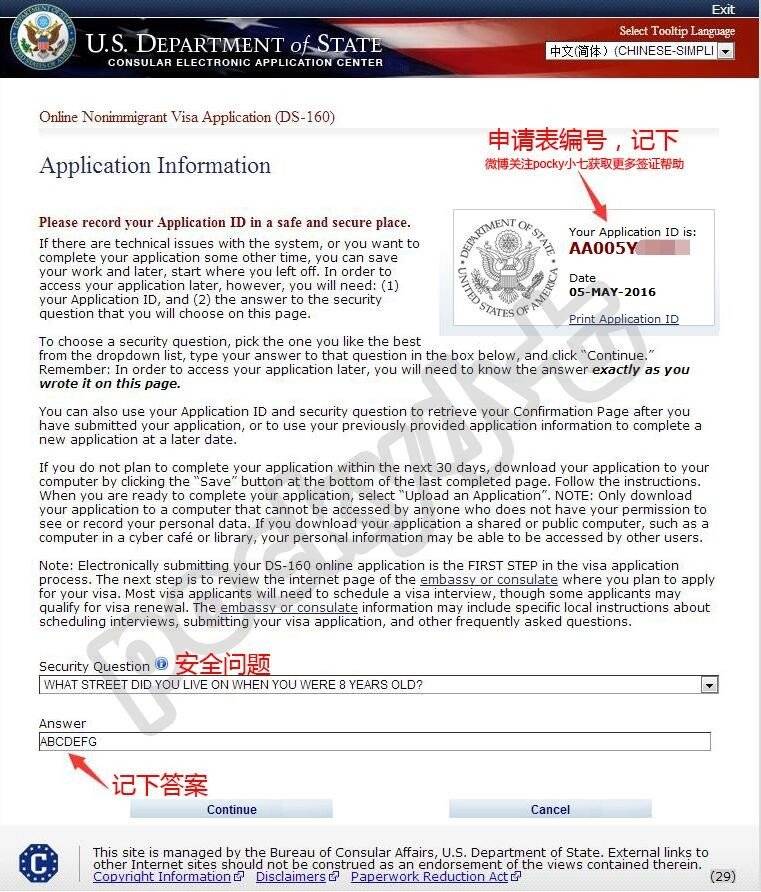 Exit
Select Tooltip Language
U.S. DEPARTMENT of STATE
CONSULAR ELECTRONIC APPLICATION CENTER
中文(简体) (CHINESE-SIMPLI
Online Nonimmigrant Visa Application (DS-160)
申请表编号，记下
Application Information
微博关注pocky小七获取更多签证帮助
Please record your Application ID in a safe and secure place.
If there are technical issues with the system, or you want to
complete your application some other time, you can save
your work and later, start where you left off. In order to
access your application later, however, you will need: (1)
your Application ID, and (2) the answer to the security
question that you will choose on this page.
DEPARTMENT OF STATE
UNITED STATES OF AMERICA
Your Application ID is:
AA005Y
Date
05-MAY-2016
Print Application ID
To choose a security question, pick the one you like the best
from the dropdown list, type your answer to that question in the box below, and click “Continue.”
Remember: In order to access your application later, you will need to know the answer exactly as you
wrote it on this page.
You can also use your Application ID and security question to retrieve your Confirmation Page after you
have submitted your application, or to use your previously provided application information to complete a
new application at a later date.
If you do not plan to complete your application within the next 30 days, download your application to your
computer by clicking the “Save” button at the bottom of the last completed page. Follow the instructions.
When you are ready to complete your application, select “Upload an Application”. NOTE: Only download
your application to a computer that cannot be accessed by anyone who does not have your permission to
see or record your personal data. If you download your application a shared or public computer, such as a
computer in a cyber café or library, your personal information may be able to be accessed by other users.
Note: Electronically submitting your DS-160 online application is the FIRST STEP in the visa application
process. The next step is to review the internet page of the embassy or consulate where you plan to apply
for your visa. Most visa applicants will need to schedule a visa interview, though some applicants may
qualify for visa renewal. The embassy or consulate information may include specific local instructions about
scheduling interviews, submitting your visa application, and other frequently asked questions.
Security Question 安全问题
WHAT STREET DID YOU LIVE ON WHEN YOU WERE 8 YEARS OLD?
Answer
ABCDEFG
记下答案
Continue
Cancel
This site is managed by the Bureau of Consular Affairs, U.S. Department of State. External links to
other Internet sites should not be construed as an endorsement of the views contained therein.
Copyright Information Disclaimers Paperwork Reduction Act (29)